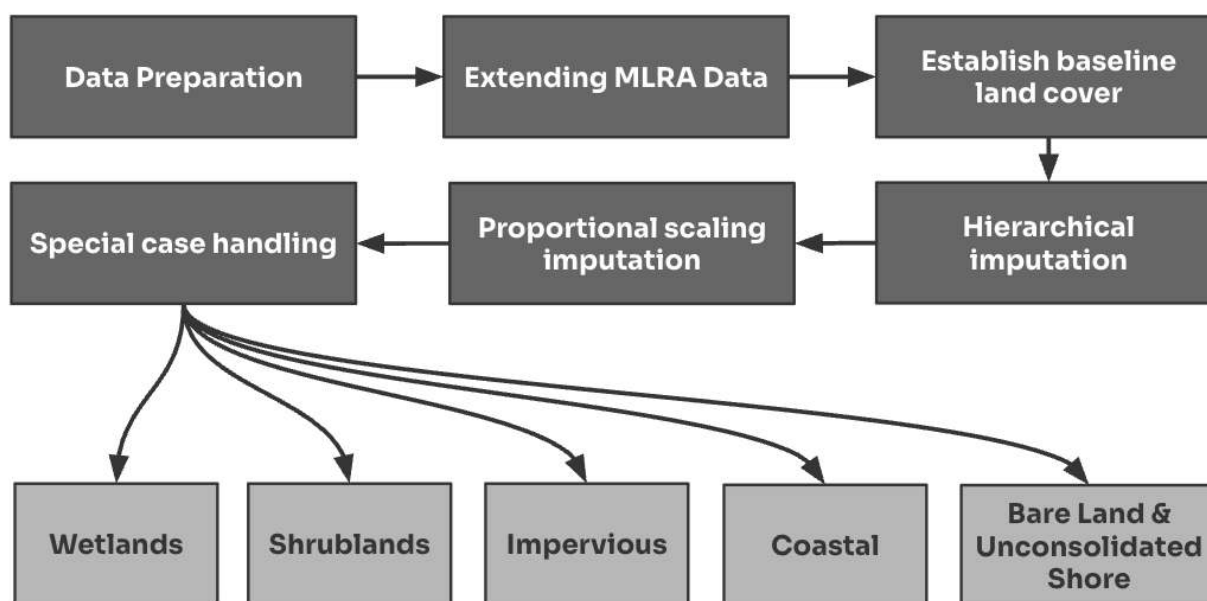 Data Preparation
Extending MLRA Data
Establish baseline
land cover
Special case handling
Proportional scaling
imputation
Hierarchical
imputation
Wetlands
Shrublands
Impervious
Coastal
Bare Land &
Unconsolidated
Shore